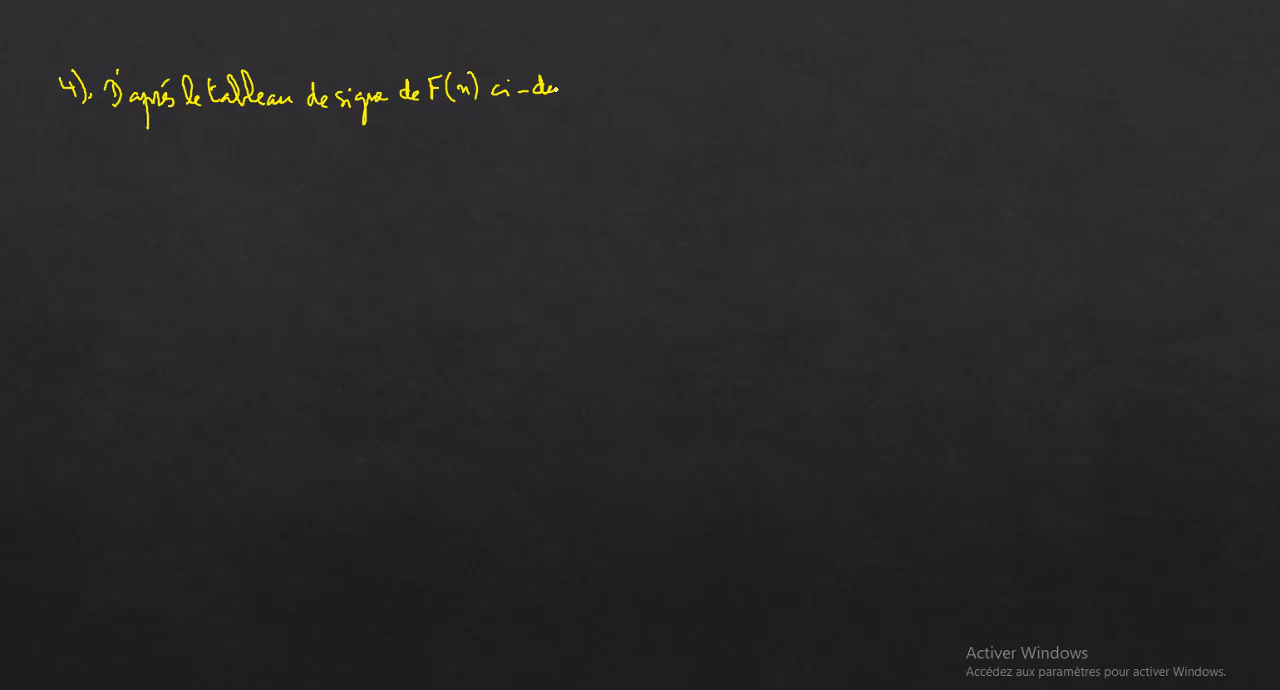 4). D'après le tableau de signe de F(x) ci-des
Activer Windows
Accédez aux paramètres pour activer Windows.